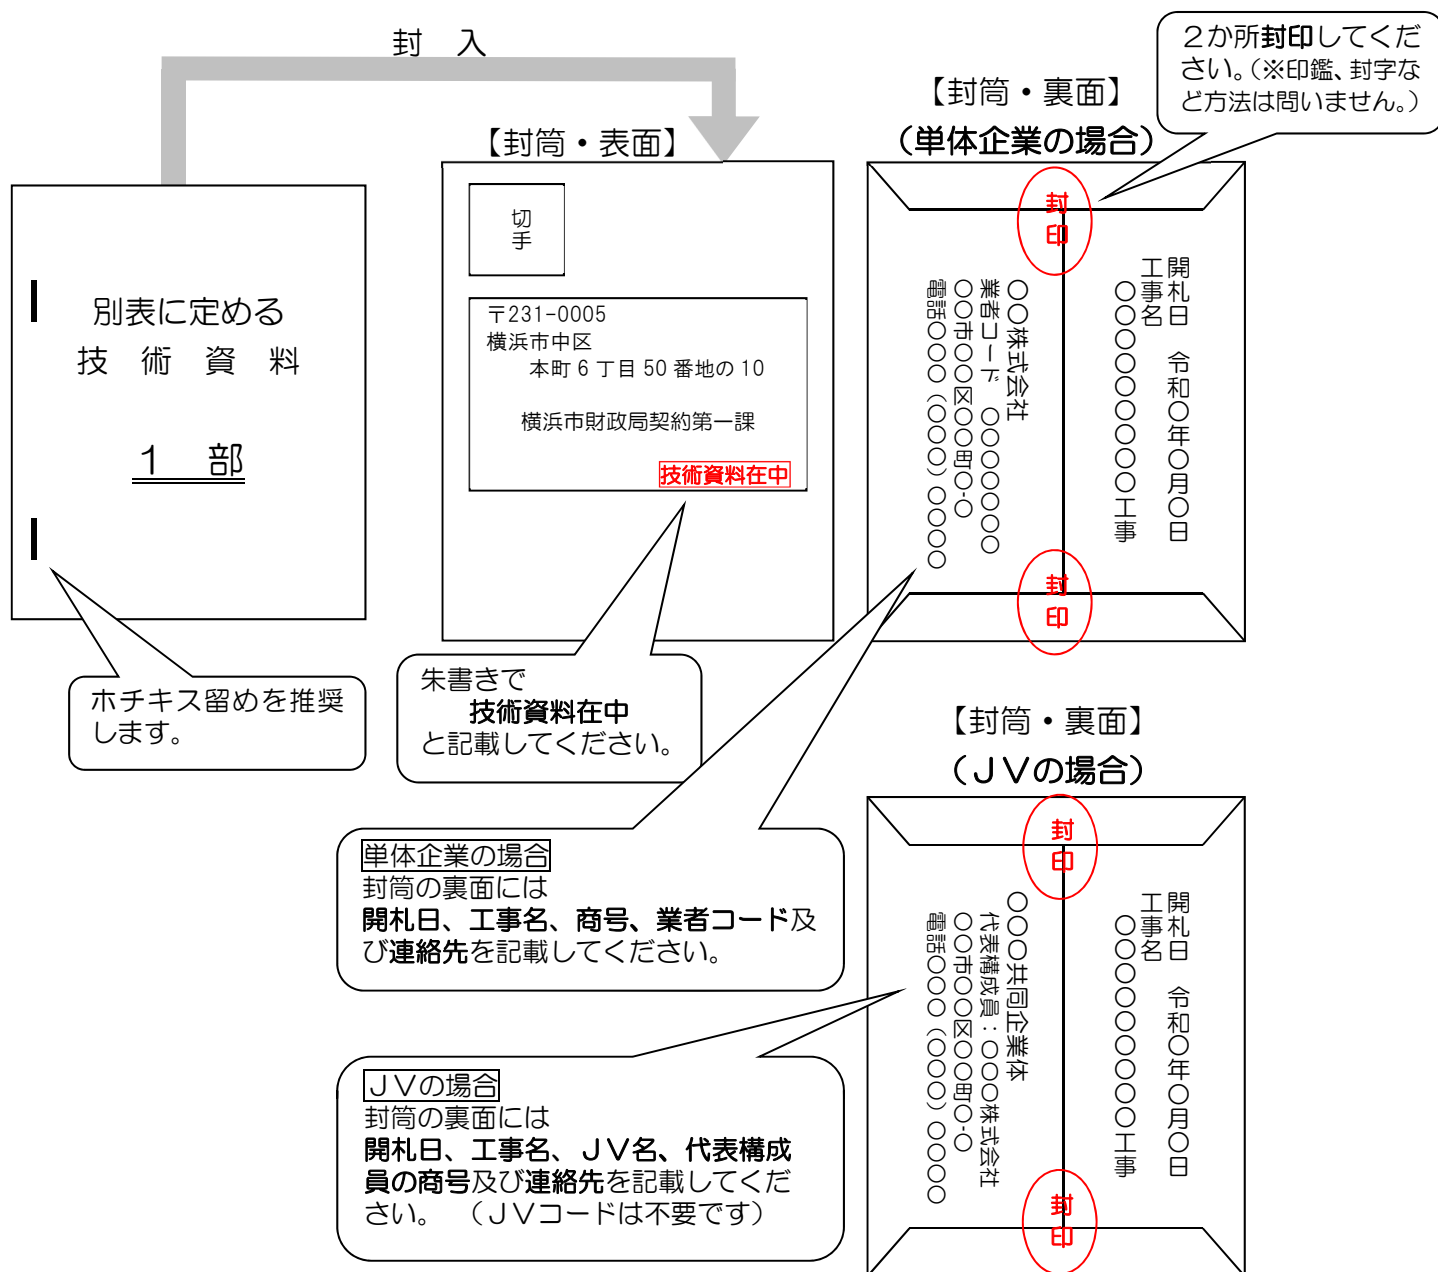 封　入
２か所封印してくだ
さい。（※印鑑、封字な
ど方法は問いません。）
【封筒・表面】
【封筒・裏面】
（単体企業の場合）
別表に定める
技　術　資　料
１　部
切手
〒231-0005
横浜市中区
本町６丁目50番地の10
横浜市財政局契約第一課
技術資料在中
封印
開札日　令和〇年〇月〇日
工事名
〇〇〇〇〇〇〇〇〇工事
〇〇株式会社
業者コード　〇〇〇〇〇〇〇
〇〇市〇〇区〇〇町〇-〇
電話〇〇〇（〇〇〇）〇〇〇〇
封印
ホチキス留めを推奨
します。
朱書きで
技術資料在中
と記載してください。
単体企業の場合
封筒の裏面には
開札日、工事名、商号、業者コード及
び連絡先を記載してください。
【封筒・裏面】
（ＪＶの場合）
封印
開札日　令和〇年〇月〇日
工事名
〇〇〇〇〇〇〇〇〇工事
〇〇〇共同企業体
代表構成員：〇〇〇株式会社
〇〇市〇〇区〇〇町〇-〇
電話〇〇〇（〇〇〇）〇〇〇〇
封印
ＪＶの場合
封筒の裏面には
開札日、工事名、ＪＶ名、代表構成
員の商号及び連絡先を記載してくだ
さい。　（ＪＶコードは不要です）